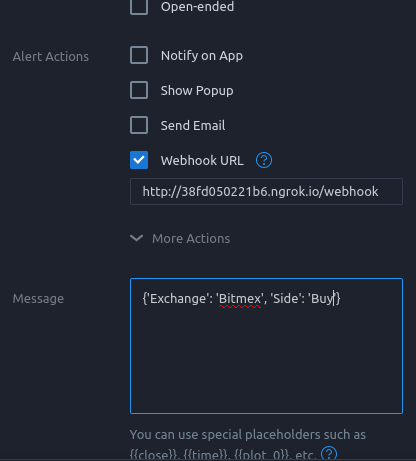 Open-ended
Alert Actions
Notify on App
Show Popup
Send Email
Webhook URL ?
http://38fd050221b6.ngrok.io/webhook
More Actions
Message
{'Exchange': 'Bitmex', 'Side': 'Buy'}
You can use special placeholders such as
{{close}}, {{time}}, {{plot_0}}, etc. ?